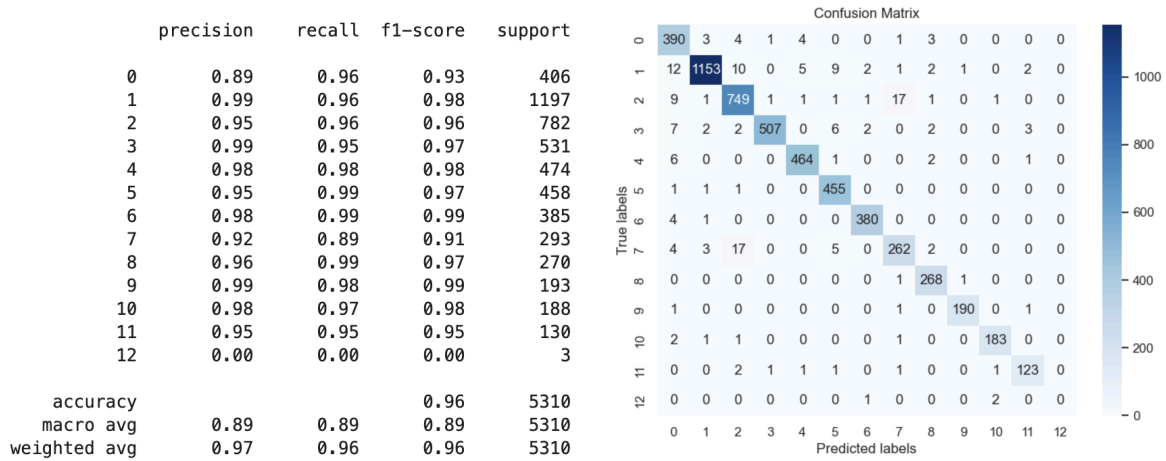 precision recall f1-score support
0 0.89 0.96 0.93 406
1 0.99 0.96 0.98 1197
2 0.95 0.96 0.96 782
3 0.99 0.95 0.97 531
4 0.98 0.98 0.98 474
5 0.95 0.99 0.97 458
6 0.98 0.99 0.99 385
7 0.92 0.89 0.91 293
8 0.96 0.99 0.97 270
9 0.99 0.98 0.99 193
10 0.98 0.97 0.98 188
11 0.95 0.95 0.95 130
12 0.00 0.00 0.00 3
accuracy 0.96 5310
macro avg 0.89 0.89 0.89 5310
weighted avg 0.97 0.96 0.96 5310
Confusion Matrix
True labels
0 390 3 4 1 4 0 0 1 3 0 0 0 0
1 12 1153 10 0 5 9 2 1 2 1 0 2 0
2 9 1 749 1 1 1 1 17 1 0 1 0 0
3 7 2 2 507 0 6 2 0 2 0 0 3 0
4 6 0 0 0 464 1 0 0 2 0 0 1 0
5 1 1 1 0 0 455 0 0 0 0 0 0 0
6 4 1 0 0 0 0 380 0 0 0 0 0 0
7 4 3 17 0 0 5 0 262 2 0 0 0 0
8 0 0 0 0 0 0 0 1 268 1 0 0 0
9 1 0 0 0 0 0 0 1 0 190 0 1 0
10 2 1 1 0 0 0 0 1 0 0 183 0 0
11 0 0 2 1 1 1 0 1 0 0 1 123 0
12 0 0 0 0 0 0 1 0 0 0 2 0 0
0 1 2 3 4 5 6 7 8 9 10 11 12
Predicted labels
1000
800
600
400
200
0